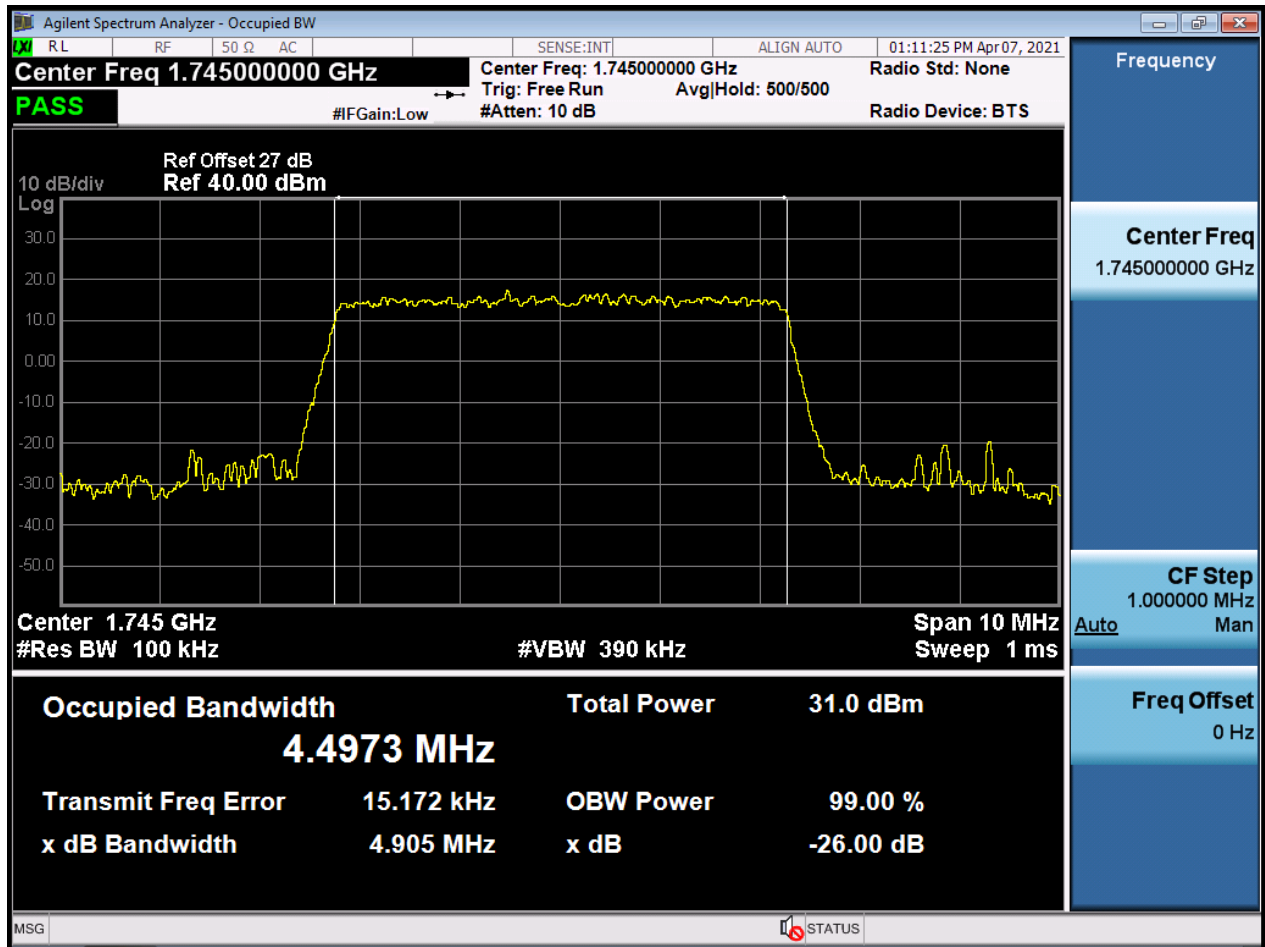 Agilent Spectrum Analyzer - Occupied BW
LXI RL RF 50 Ω AC SENSE:INT ALIGN AUTO 01:11:25 PM Apr 07, 2021
Center Freq 1.745000000 GHz
PASS
#IFGain:Low
Center Freq: 1.745000000 GHz
Trig: Free Run Avg|Hold: 500/500
#Atten: 10 dB
Radio Std: None
Radio Device: BTS
Ref Offset 27 dB
10 dB/div Ref 40.00 dBm
Log
30.0
20.0
10.0
0.00
-10.0
-20.0
-30.0
-40.0
-50.0
Center 1.745 GHz Span 10 MHz
#Res BW 100 kHz #VBW 390 kHz Sweep 1 ms
Occupied Bandwidth Total Power 31.0 dBm
4.4973 MHz
Transmit Freq Error 15.172 kHz OBW Power 99.00 %
x dB Bandwidth 4.905 MHz x dB -26.00 dB
Frequency
Center Freq
1.745000000 GHz
CF Step
1.000000 MHz
Auto Man
Freq Offset
0 Hz
MSG STATUS